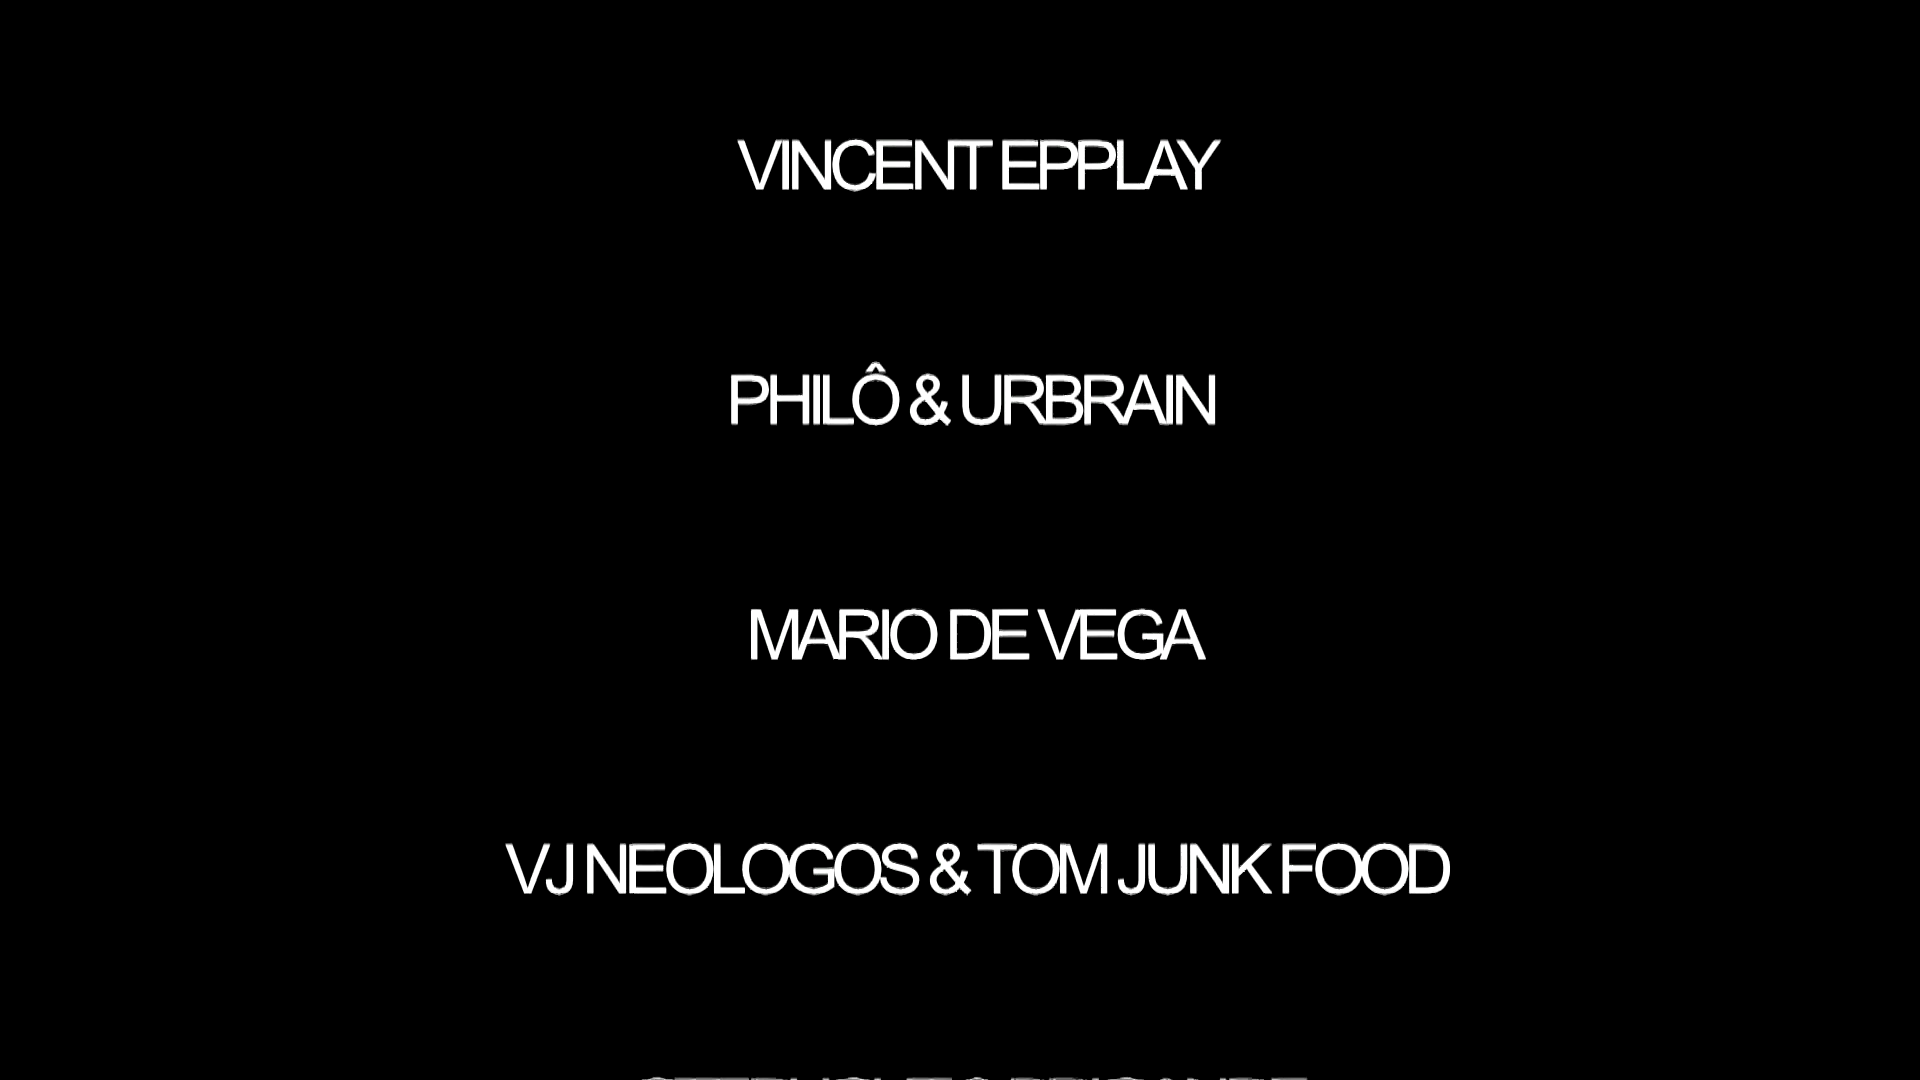 VINCENT EPPLAY
PHILÔ & URBRAIN
MARIO DE VEGA
VJ NEOLOGOS & TOM JUNK FOOD